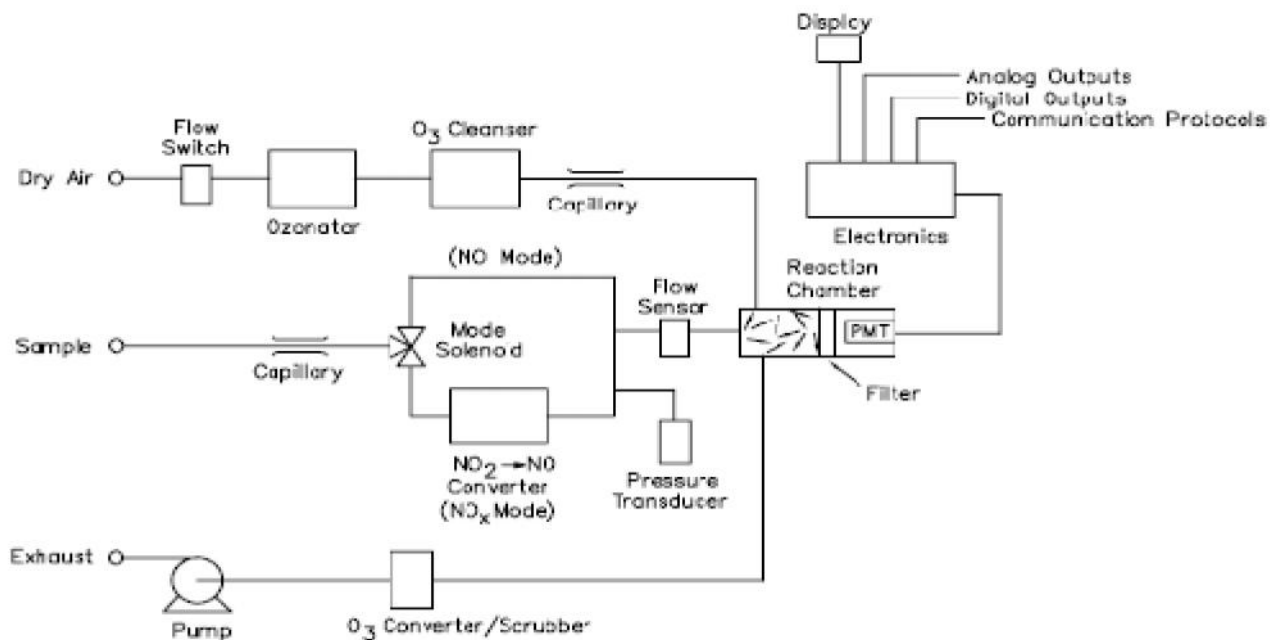 Display
Analog Outputs
Digital Outputs
Communication Protocols
Flow
Switch
O3 Cleanser
Dry Air
Capillary
Ozonator
Electronics
(NO Mode)
Reaction
Chamber
Flow
Sensor
PMT
Mode
Solenoid
Sample
Capillary
Filter
NO2→NO
Converter
(NOx Mode)
Pressure
Transducer
Exhaust
Pump
O3 Converter/Scrubber